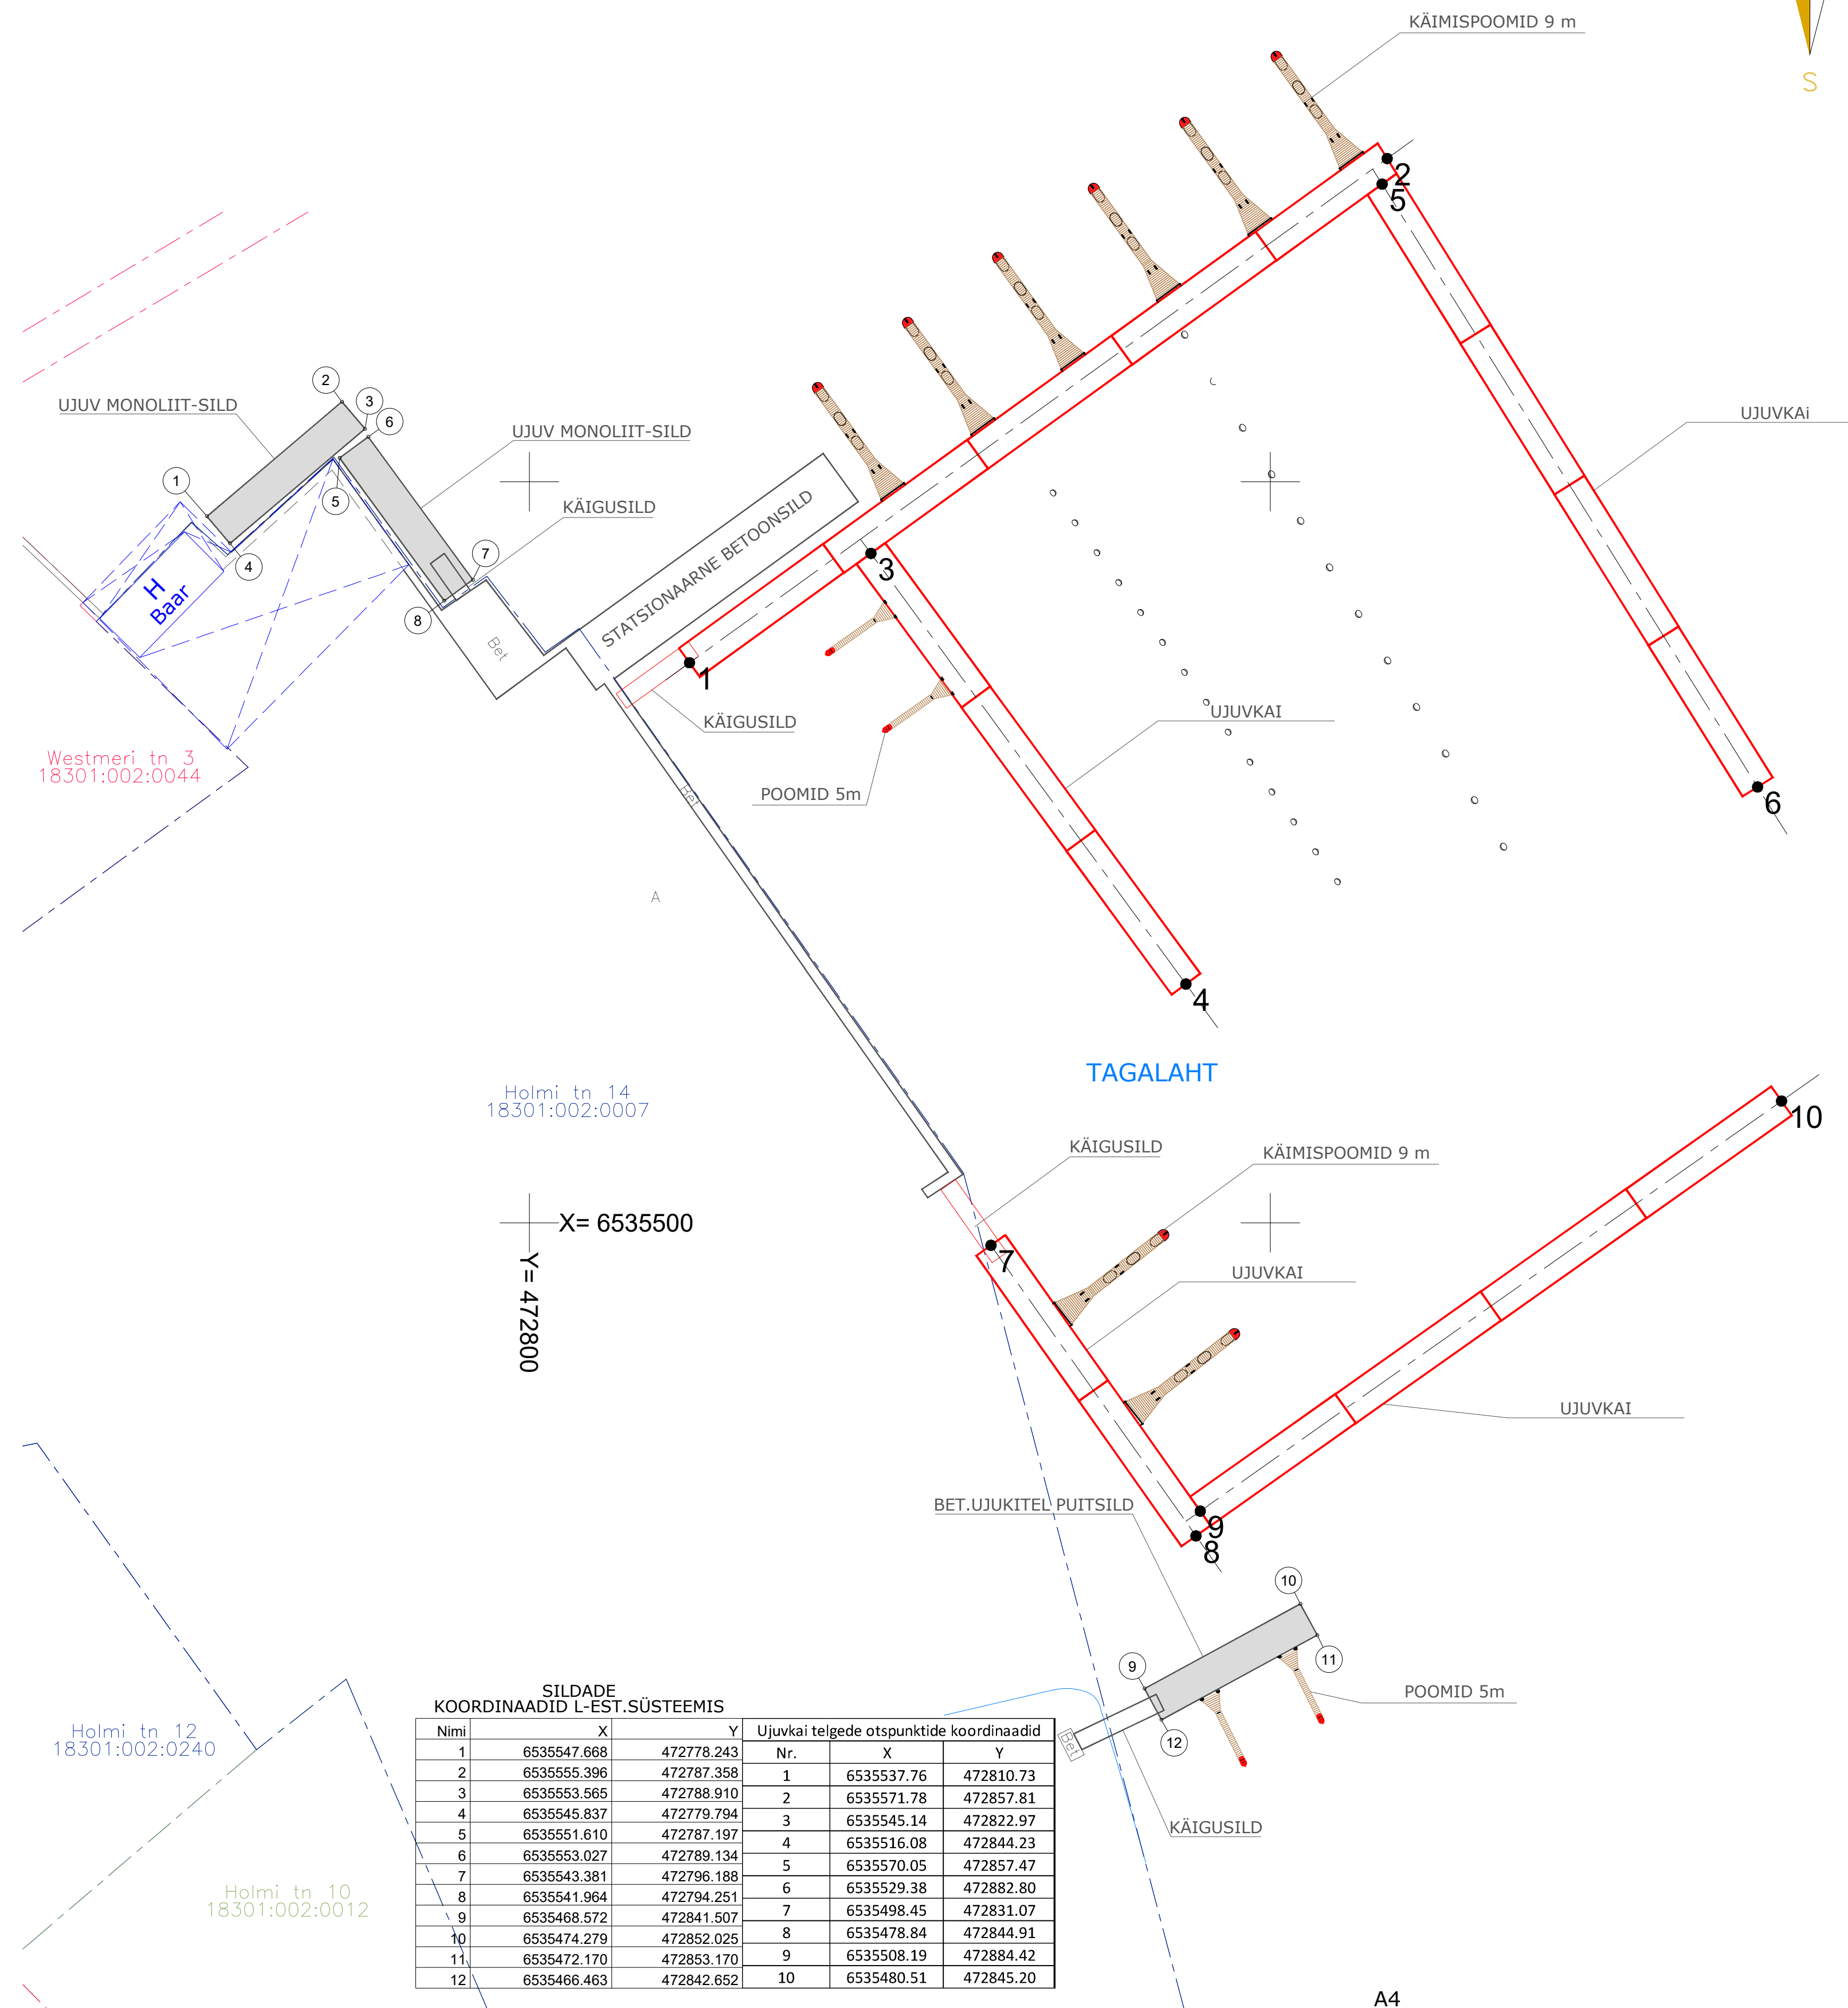 KÄIMISPOOMID 9 m
S
2
5
UJUV MONOLIIT-SILD
2
3
6
UJUV MONOLIIT-SILD
UJUVKAi
1
5
KÄIGUSILD
4
7
8
H
Baar
Bet
STATSIONAARNE BETOONSILD
3
1
KÄIGUSILD
UJUVKAI
Westmeri tn 3
18301:002:0044
POOMID 5m
Bet
6
A
4
TAGALAHT
Holmi tn 14
18301:002:0007
10
KÄIGUSILD
KÄIMISPOOMID 9 m
X= 6535500
Y= 472800
7
UJUVKAI
UJUVKAI
BET.UJUKITEL PUITSILD
9
8
10
9
11
12
POOMID 5m
Bet
KÄIGUSILD
Holmi tn 12
18301:002:0240
Holmi tn 10
18301:002:0012
SILDADE
KOORDINAADID L-EST.SÜSTEEMIS
Nimi X Y
1 6535547.668 472778.243
2 6535555.396 472787.358
3 6535553.565 472788.910
4 6535545.837 472779.794
5 6535551.610 472787.197
6 6535553.027 472789.134
7 6535543.381 472796.188
8 6535541.964 472794.251
9 6535468.572 472841.507
10 6535474.279 472852.025
11 6535472.170 472853.170
12 6535466.463 472842.652
Ujuvkai telgede otspunktide koordinaadid
Nr. X Y
1 6535537.76 472810.73
2 6535571.78 472857.81
3 6535545.14 472822.97
4 6535516.08 472844.23
5 6535570.05 472857.47
6 6535529.38 472882.80
7 6535498.45 472831.07
8 6535478.84 472844.91
9 6535508.19 472884.42
10 6535480.51 472845.20
A4